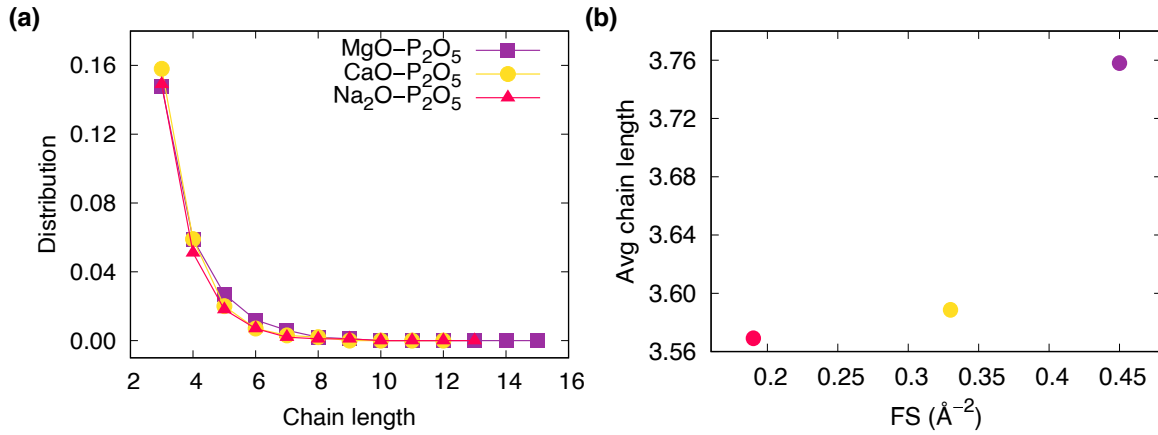 (a)
(b)
MgO–P₂O₅
CaO–P₂O₅
Na₂O–P₂O₅
0.16
0.12
0.08
0.04
0.00
Distribution
2 4 6 8 10 12 14 16
Chain length
3.76
3.72
3.68
3.64
3.60
3.56
Avg chain length
0.2 0.25 0.3 0.35 0.4 0.45
FS (Å⁻²)